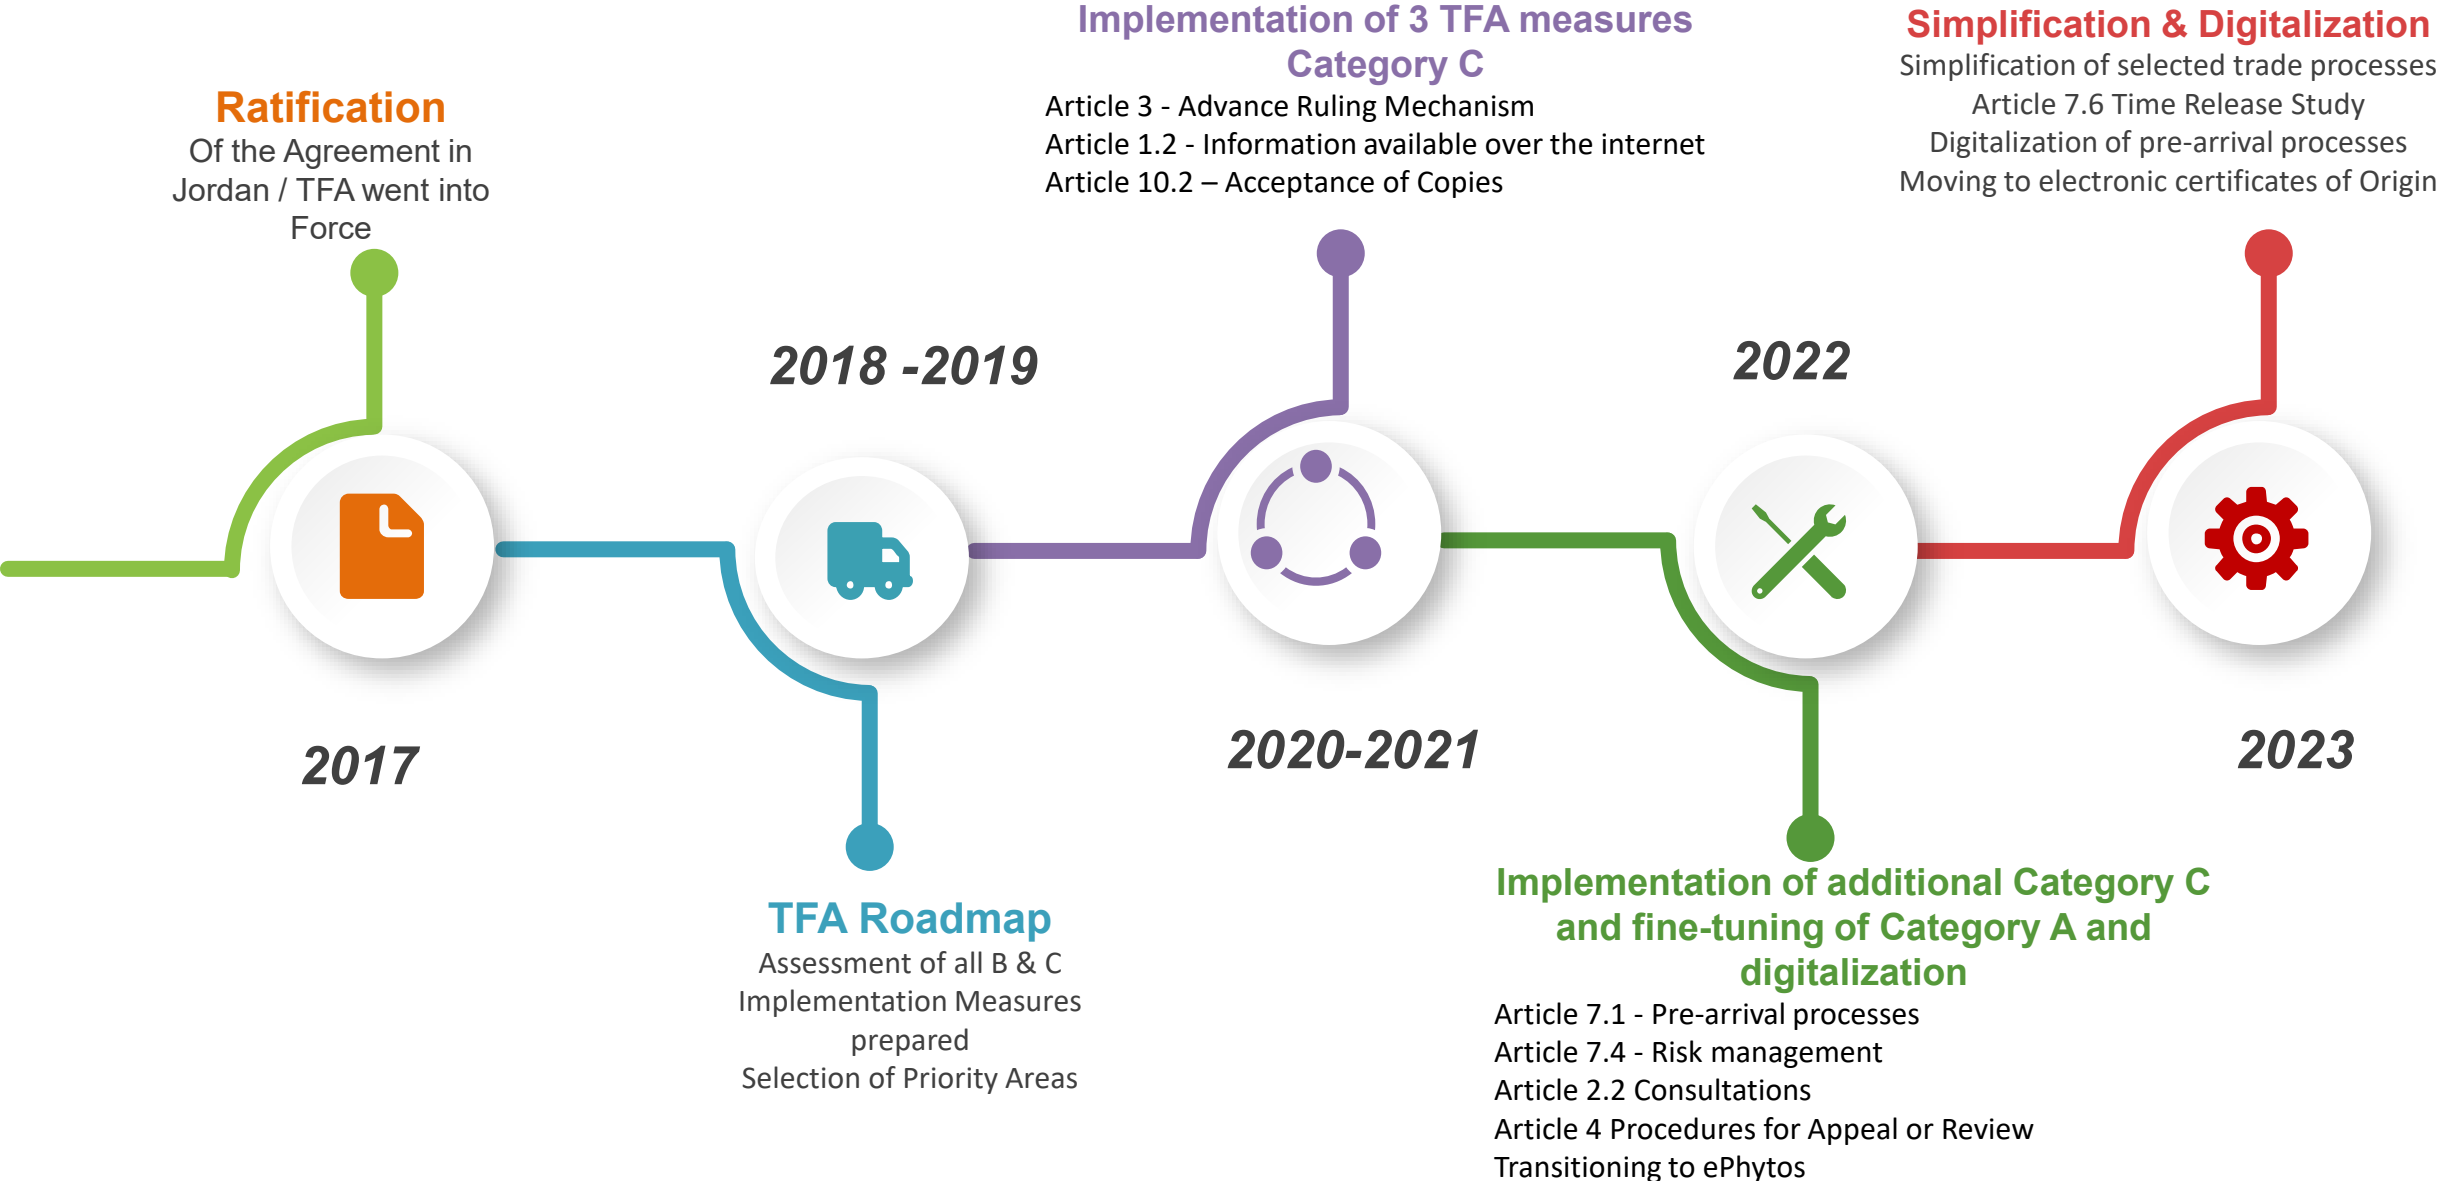 Ratification
Of the Agreement in
Jordan / TFA went into
Force
2017
2018 -2019
TFA Roadmap
Assessment of all B & C
Implementation Measures
prepared
Selection of Priority Areas
Implementation of 3 TFA measures
Category C
Article 3 - Advance Ruling Mechanism
Article 1.2 - Information available over the internet
Article 10.2 – Acceptance of Copies
2020-2021
2022
Implementation of additional Category C
and fine-tuning of Category A and
digitalization
Article 7.1 - Pre-arrival processes
Article 7.4 - Risk management
Article 2.2 Consultations
Article 4 Procedures for Appeal or Review
Transitioning to ePhytos
Simplification & Digitalization
Simplification of selected trade processes
Article 7.6 Time Release Study
Digitalization of pre-arrival processes
Moving to electronic certificates of Origin
2023